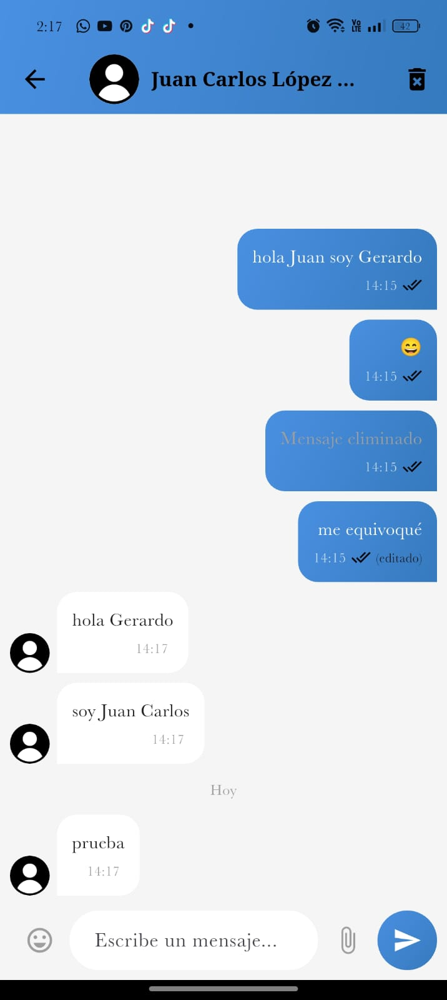 2:17
Vo LTE
42
Juan Carlos López ...
hola Juan soy Gerardo
14:15
😄
14:15
Mensaje eliminado
14:15
me equivoqué
14:15 (editado)
hola Gerardo
14:17
soy Juan Carlos
14:17
Hoy
prueba
14:17
Escribe un mensaje...